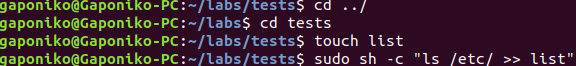 gaponiko@Gaponiko-PC:~/labs/tests$ cd ../
gaponiko@Gaponiko-PC:~/labs$ cd tests
gaponiko@Gaponiko-PC:~/labs/tests$ touch list
gaponiko@Gaponiko-PC:~/labs/tests$ sudo sh -c "ls /etc/ >> list"